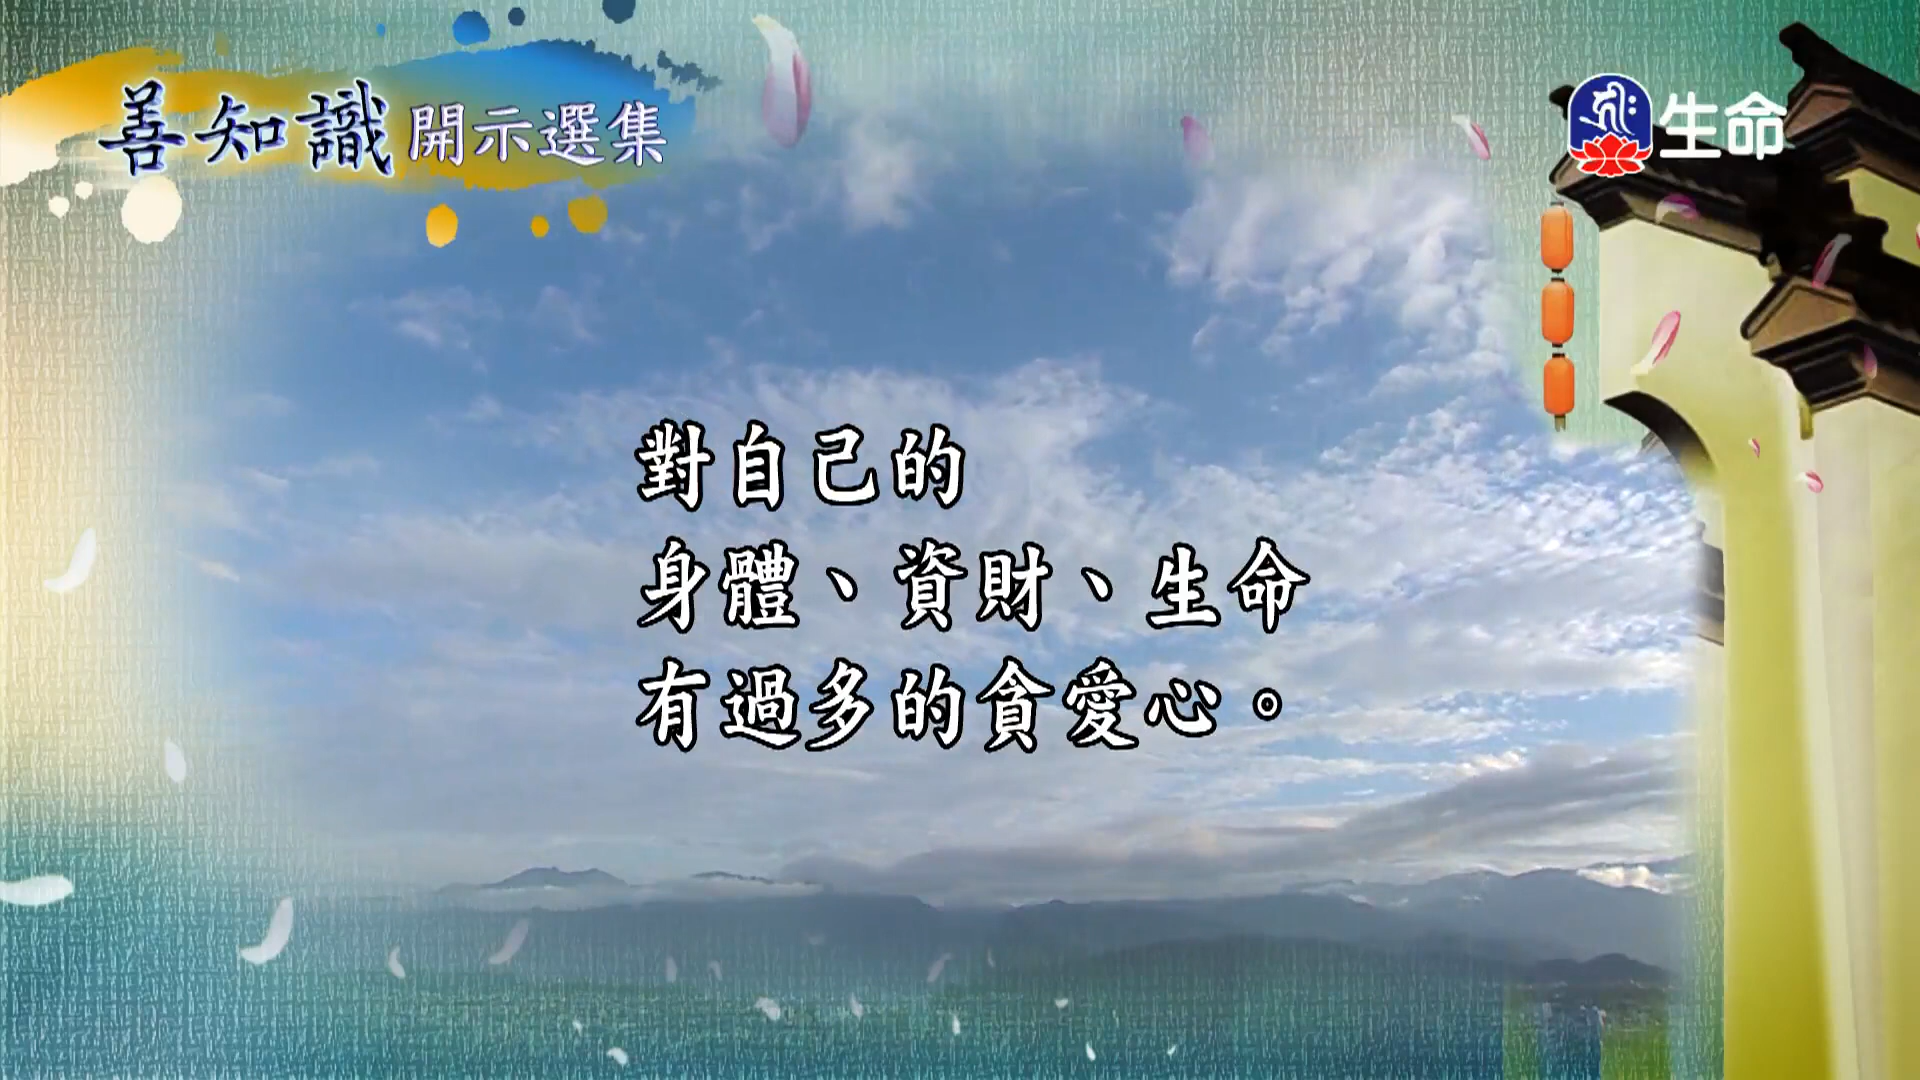 善知識開示選集
生命
對自己的
身體、資財、生命
有過多的貪愛心。